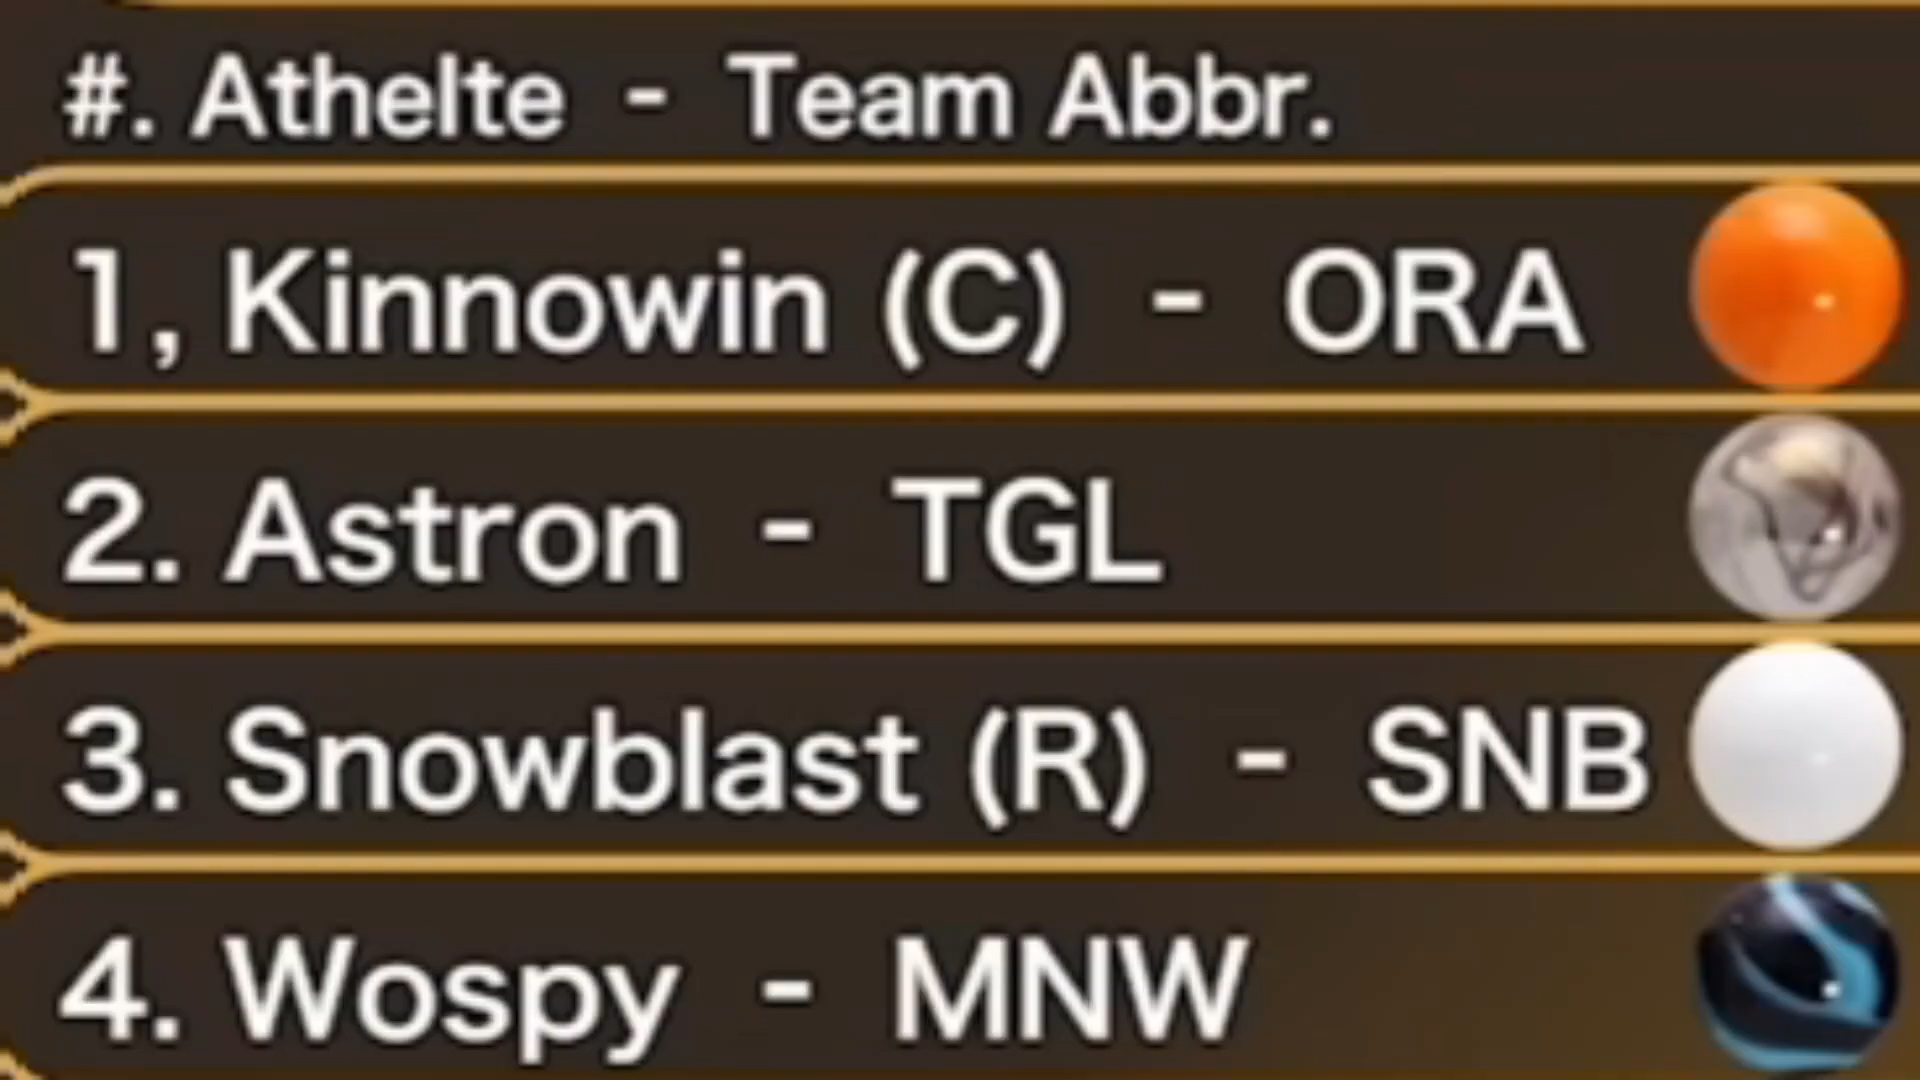 #. Athelte - Team Abbr.
1, Kinnowin (C) - ORA
2. Astron - TGL
3. Snowblast (R) - SNB
4. Wospy - MNW